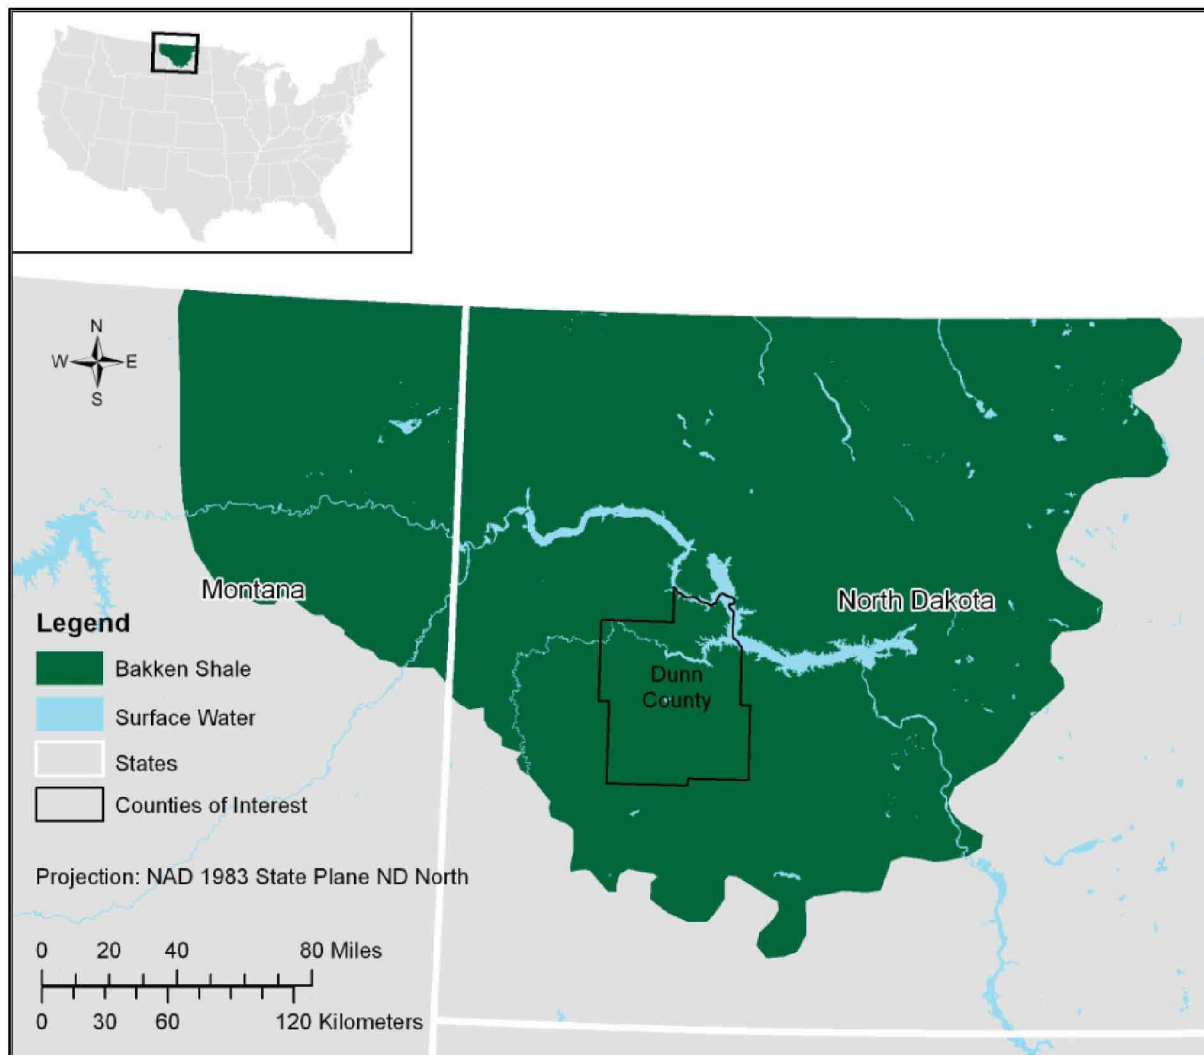 N
W E
S
Montana
North Dakota
Dunn
County
Legend
Bakken Shale
Surface Water
States
Counties of Interest
Projection: NAD 1983 State Plane ND North
0 20 40 80 Miles
0 30 60 120 Kilometers